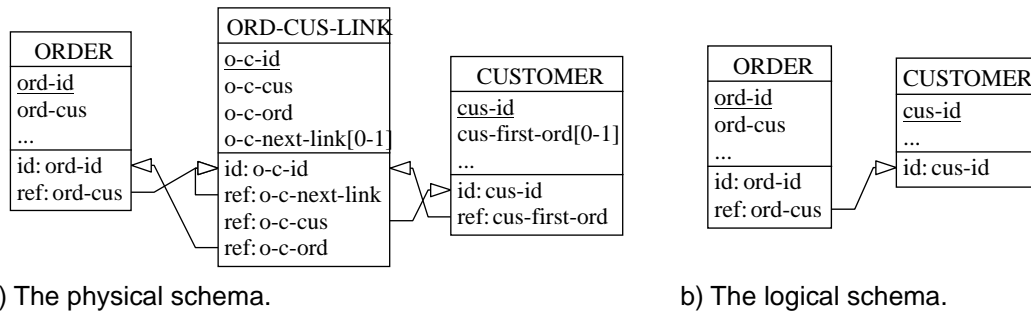 ORDER
ord-id
ord-cus
...
id: ord-id
ref: ord-cus
ORD-CUS-LINK
o-c-id
o-c-cus
o-c-ord
o-c-next-link[0-1]
id: o-c-id
ref: o-c-next-link
ref: o-c-cus
ref: o-c-ord
CUSTOMER
cus-id
cus-first-ord[0-1]
...
id: cus-id
ref: cus-first-ord
) The physical schema.
ORDER
ord-id
ord-cus
...
id: ord-id
ref: ord-cus
CUSTOMER
cus-id
...
id: cus-id
b) The logical schema.